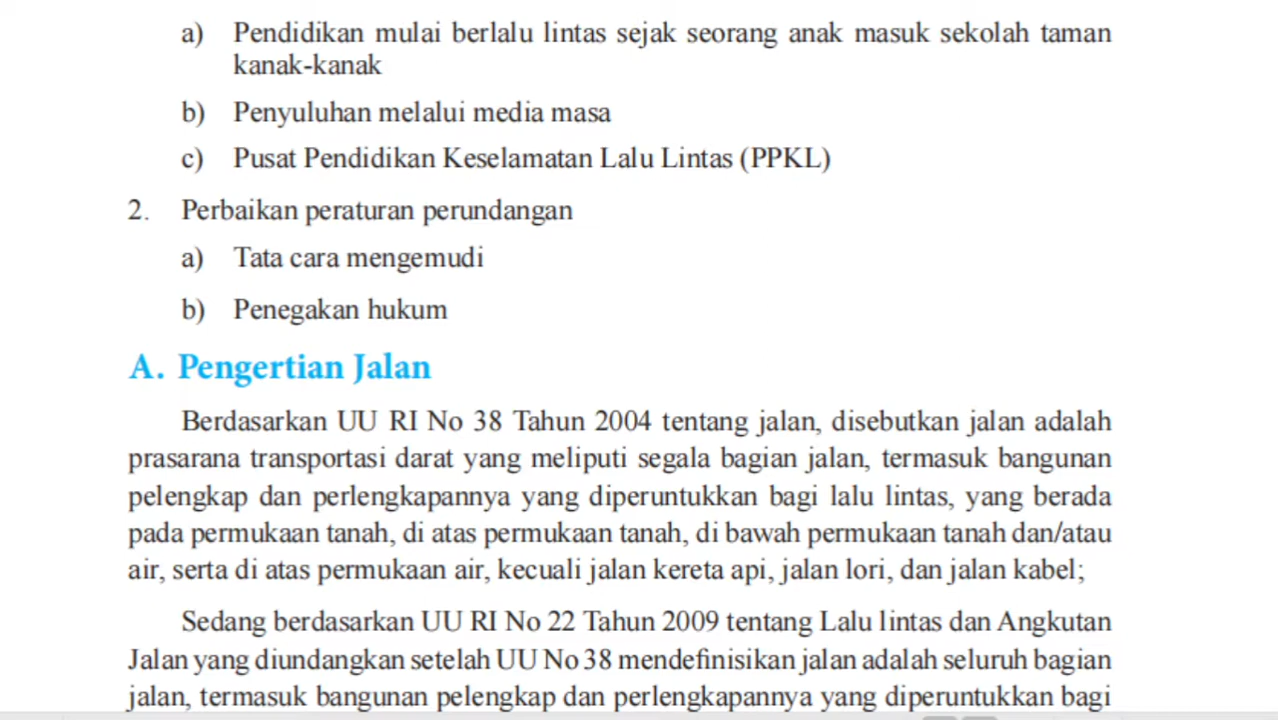 a) Pendidikan mulai berlalu lintas sejak seorang anak masuk sekolah taman
kanak-kanak
b) Penyuluhan melalui media masa
c) Pusat Pendidikan Keselamatan Lalu Lintas (PPKL)
2. Perbaikan peraturan perundangan
a) Tata cara mengemudi
b) Penegakan hukum
A. Pengertian Jalan
Berdasarkan UU RI No 38 Tahun 2004 tentang jalan, disebutkan jalan adalah
prasarana transportasi darat yang meliputi segala bagian jalan, termasuk bangunan
pelengkap dan perlengkapannya yang diperuntukkan bagi lalu lintas, yang berada
pada permukaan tanah, di atas permukaan tanah, di bawah permukaan tanah dan/atau
air, serta di atas permukaan air, kecuali jalan kereta api, jalan lori, dan jalan kabel;
Sedang berdasarkan UU RI No 22 Tahun 2009 tentang Lalu lintas dan Angkutan
Jalan yang diundangkan setelah UU No 38 mendefinisikan jalan adalah seluruh bagian
jalan, termasuk bangunan pelengkap dan perlengkapannya yang diperuntukkan bagi